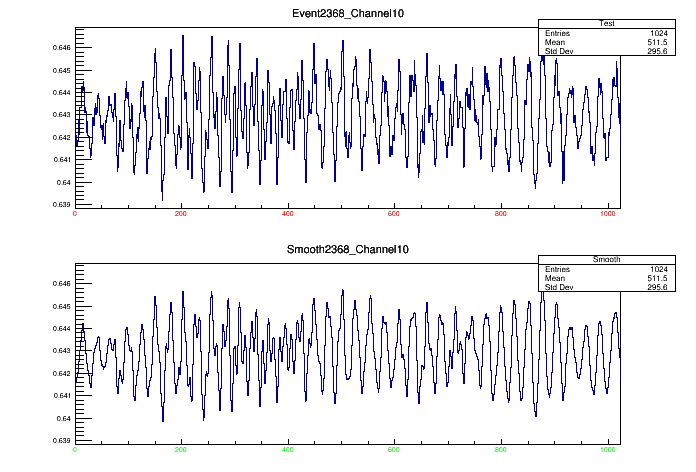 Event2368_Channel10
Test
Entries 1024
Mean 511.5
Std Dev 295.6
0.646
0.645
0.644
0.643
0.642
0.641
0.64
0.639
0 200 400 600 800 1000
Smooth2368_Channel10
Smooth
Entries 1024
Mean 511.5
Std Dev 295.6
0.646
0.645
0.644
0.643
0.642
0.641
0.64
0.639
0 200 400 600 800 1000